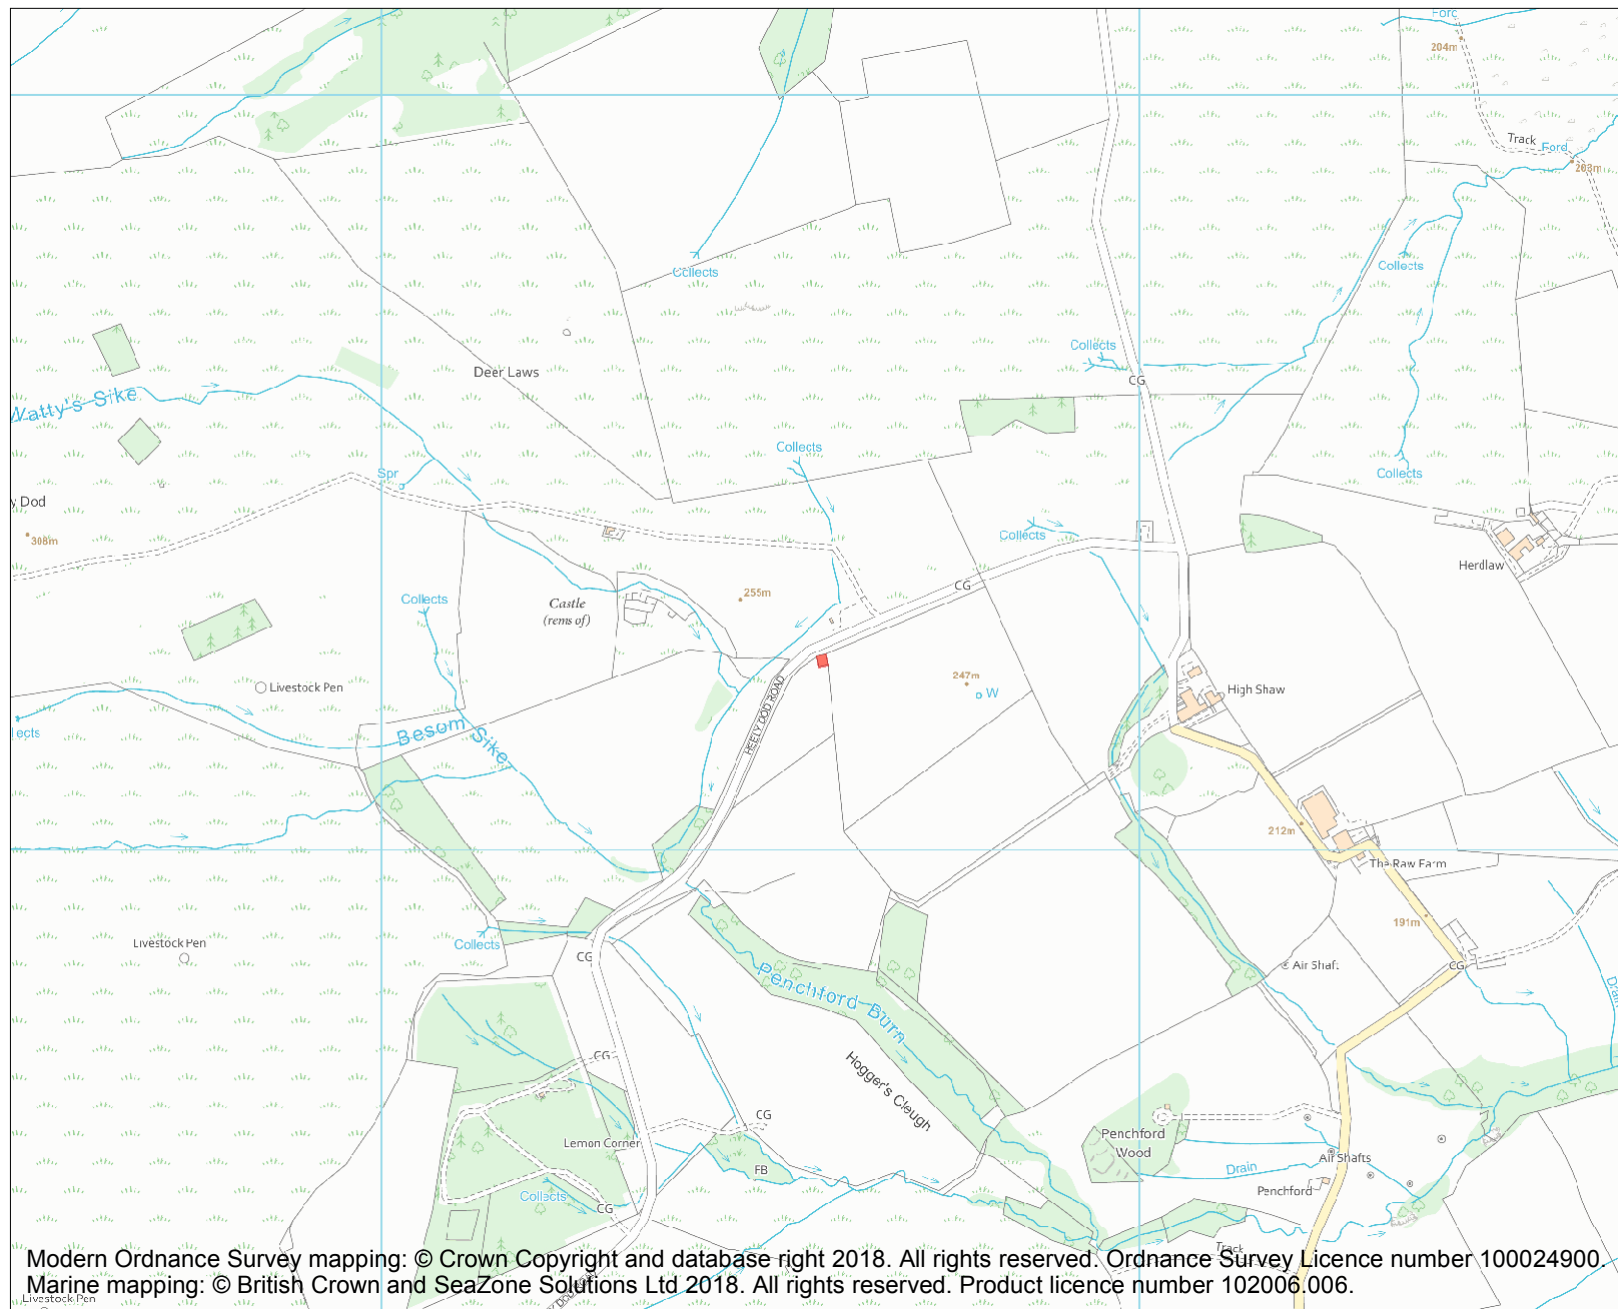 Ford
204m
Track
Ford
203m
Collects
Collects
Collects
CG
Deer Laws
Watty's Sike
Collects
Spr
Collects
y Dod
308m
Collects
CG
Herdlaw
Castle
(rems of)
255m
Collects
247m
W
High Shaw
Livestock Pen
HEELY DOD ROAD
Besom Sike
lects
212m
The Raw Farm
191m
Livestock Pen
Collects
CG
Air Shaft
CG
Penchford Burn
Drain
Hogger's Cleugh
CG
CG
Lemon Corner
Penchford
Wood
FB
Air Shafts
Drain
Penchford
Collects
CG
Track
Modern Ordnance Survey mapping: © Crown Copyright and database right 2018. All rights reserved. Ordnance Survey Licence number 100024900.
Marine mapping: © British Crown and SeaZone Solutions Ltd 2018. All rights reserved. Product licence number 102006.006.
Livestock Pen